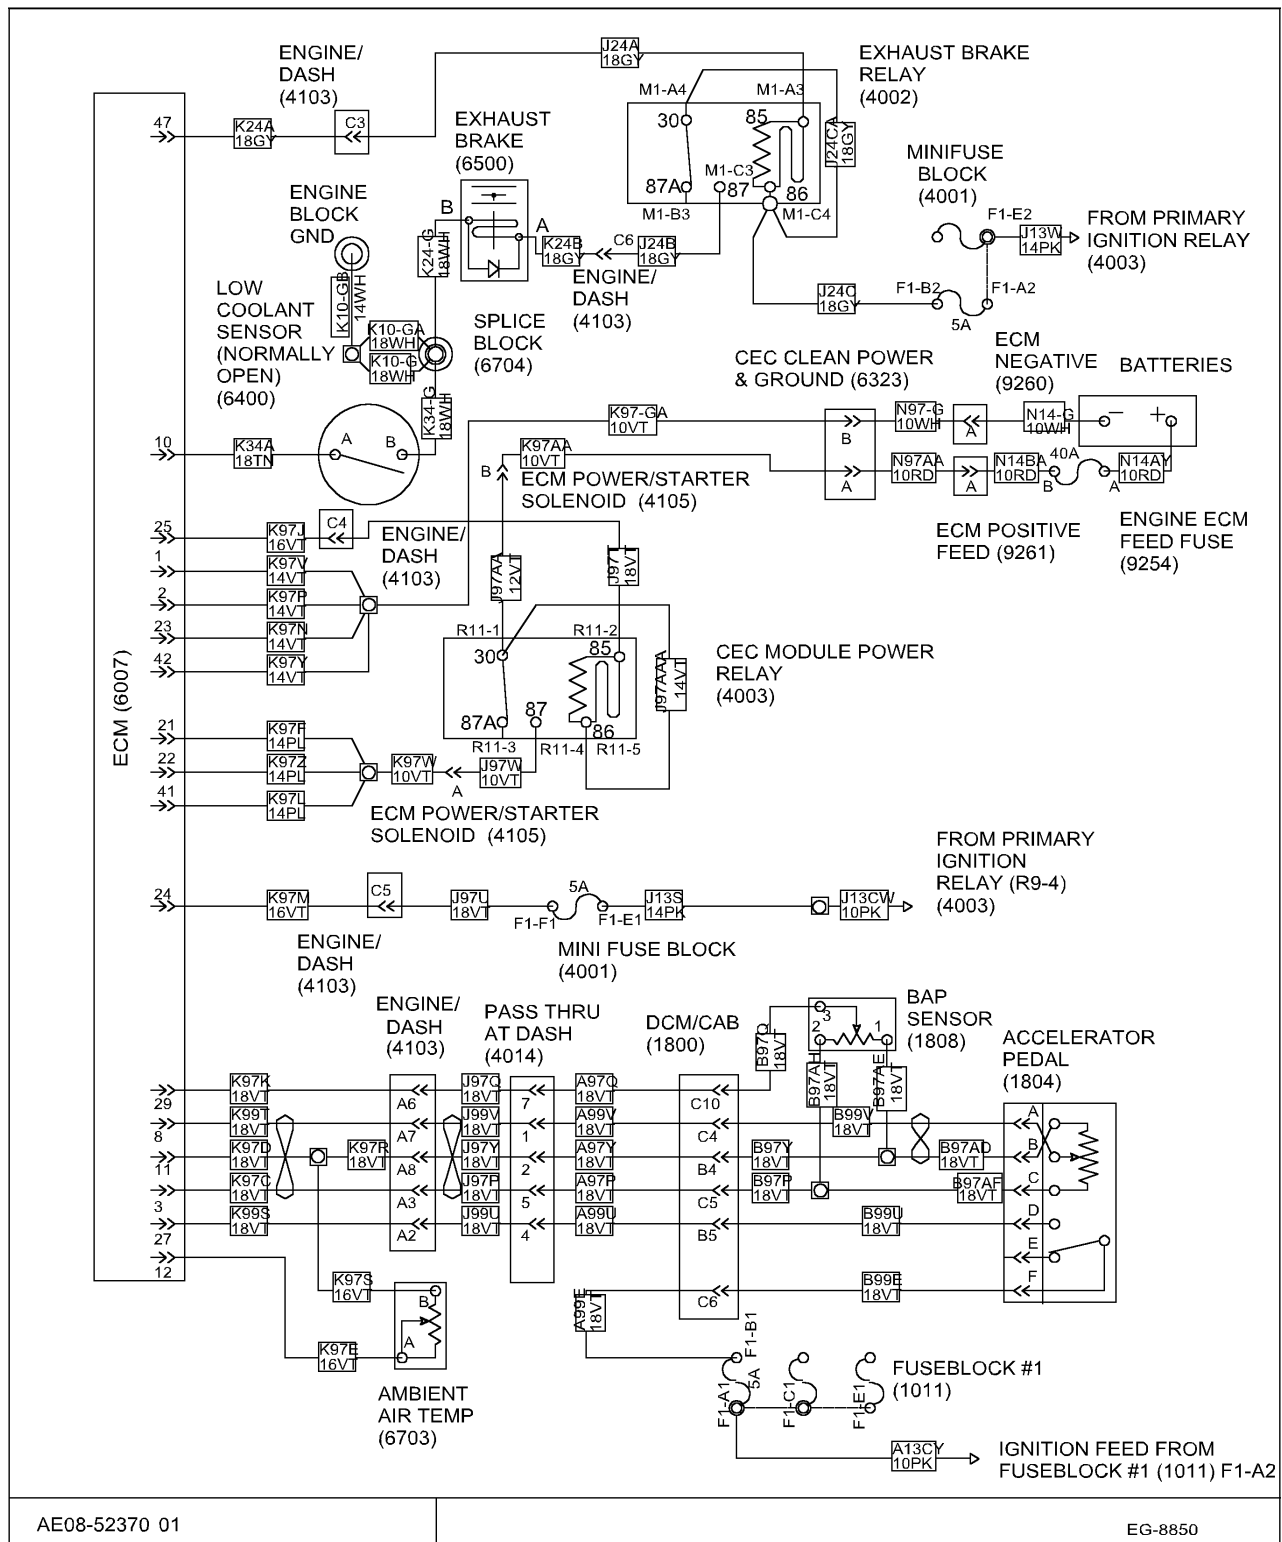 ENGINE/
DASH
(4103)
J24A
18GY
EXHAUST BRAKE
RELAY
(4002)
M1-A4
M1-A3
47
K24A
18GY
C3
EXHAUST
BRAKE
(6500)
30
85
J24CA
18GY
M1-C3
87A
87
86
M1-B3
M1-C4
MINIFUSE
BLOCK
(4001)
F1-E2
J13W
14PK
FROM PRIMARY
IGNITION RELAY
(4003)
ENGINE
BLOCK
GND
B
A
K24-G
18WH
K24B
18GY
C6
J24B
18GY
ENGINE/
DASH
(4103)
J24C
18GY
F1-B2
F1-A2
5A
LOW
COOLANT
SENSOR
(NORMALLY
OPEN)
(6400)
K10-GB
14WH
K10-GA
18WH
K10-G
18WH
SPLICE
BLOCK
(6704)
K34-G
18WH
CEC CLEAN POWER
& GROUND (6323)
ECM
NEGATIVE
(9260)
BATTERIES
K97-GA
10VT
B
N97-G
10WH
A
N14-G
10WH
-
+
10
K34A
18TN
A
B
K97AA
10VT
B
ECM POWER/STARTER
SOLENOID (4105)
A
N97AA
10RD
A
N14BA
10RD
40A
B
A
N14AY
10RD
ECM POSITIVE
FEED (9261)
ENGINE ECM
FEED FUSE
(9254)
25
K97J
16VT
C4
ENGINE/
DASH
(4103)
1
K97V
14VT
2
K97P
14VT
23
K97N
14VT
42
K97Y
14VT
J97AA
12VT
J97T
18VT
R11-1
R11-2
30
85
J97AAA
14VT
87A
87
86
R11-3
R11-4
R11-5
CEC MODULE POWER
RELAY
(4003)
ECM (6007)
21
K97F
14PL
22
K97Z
14PL
41
K97L
14PL
K97W
10VT
A
J97W
10VT
ECM POWER/STARTER
SOLENOID (4105)
FROM PRIMARY
IGNITION
RELAY (R9-4)
(4003)
24
K97M
16VT
C5
J97U
18VT
5A
F1-F1
F1-E1
J13S
14PK
J13CW
10PK
ENGINE/
DASH
(4103)
MINI FUSE BLOCK
(4001)
ENGINE/
DASH
(4103)
PASS THRU
AT DASH
(4014)
DCM/CAB
(1800)
B97Q
18VT
3
2
1
BAP
SENSOR
(1808)
ACCELERATOR
PEDAL
(1804)
B97AH
18VT
B97AE
18VT
29
K97K
18VT
A6
J97Q
18VT
7
A97Q
18VT
C10
8
K99T
18VT
A7
J99V
18VT
1
A99V
18VT
C4
B99V
18VT
A
11
K97D
18VT
K97R
18VT
A8
J97Y
18VT
2
A97Y
18VT
B4
B97Y
18VT
B97AD
18VT
B
3
K97C
18VT
A3
J97P
18VT
5
A97P
18VT
C5
B97P
18VT
B97AF
18VT
C
27
K99S
18VT
A2
J99U
18VT
4
A99U
18VT
B5
B99U
18VT
D
E
12
K97S
16VT
B
A
K97E
16VT
AMBIENT
AIR TEMP
(6703)
A99E
18VT
C6
B99E
18VT
F
F1-B1
F1-A1
5A
F1-C1
F1-E1
FUSEBLOCK #1
(1011)
A13CY
10PK
IGNITION FEED FROM
FUSEBLOCK #1 (1011) F1-A2
AE08-52370 01
EG-8850